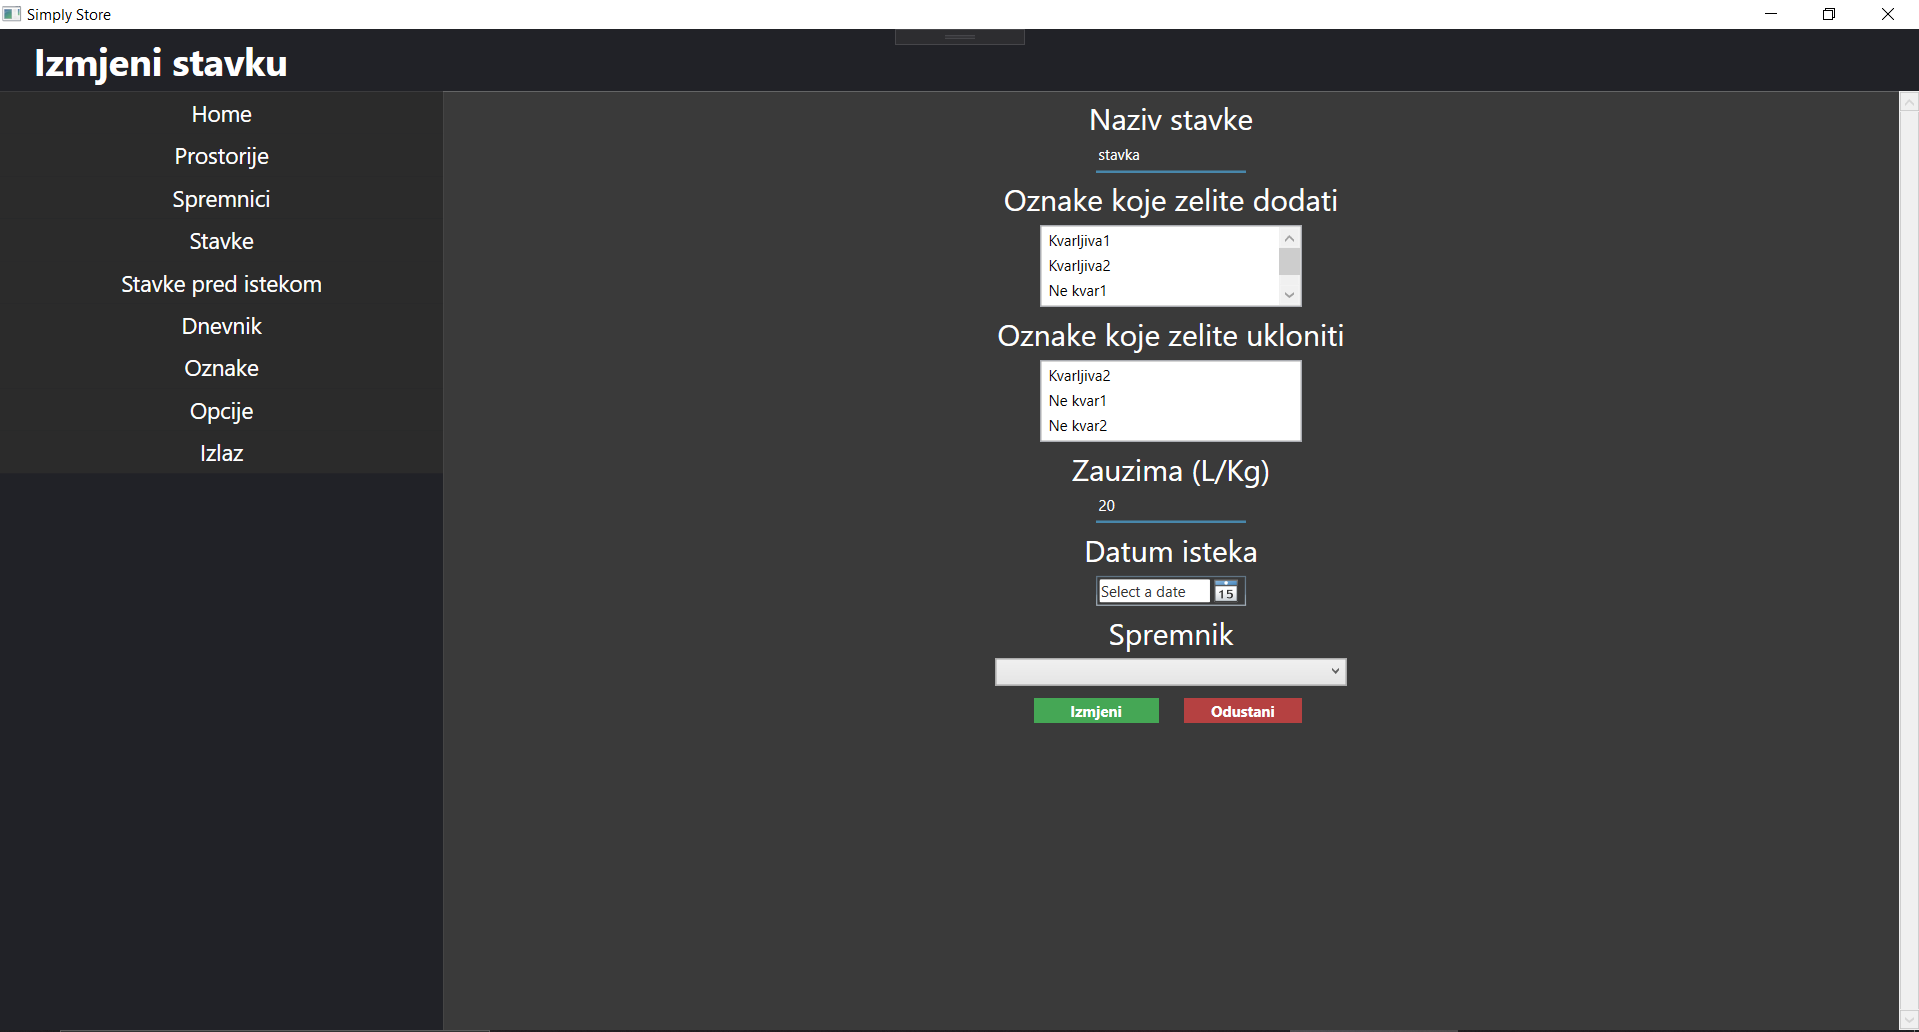 Simply Store
Izmjeni stavku
Home
Prostorije
Spremnici
Stavke
Stavke pred istekom
Dnevnik
Oznake
Opcije
Izlaz
Naziv stavke
stavka
Oznake koje zelite dodati
Kvarljiva1
Kvarljiva2
Ne kvar1
Oznake koje zelite ukloniti
Kvarljiva2
Ne kvar1
Ne kvar2
Zauzima (L/Kg)
20
Datum isteka
Select a date 15
Spremnik
Izmjeni Odustani